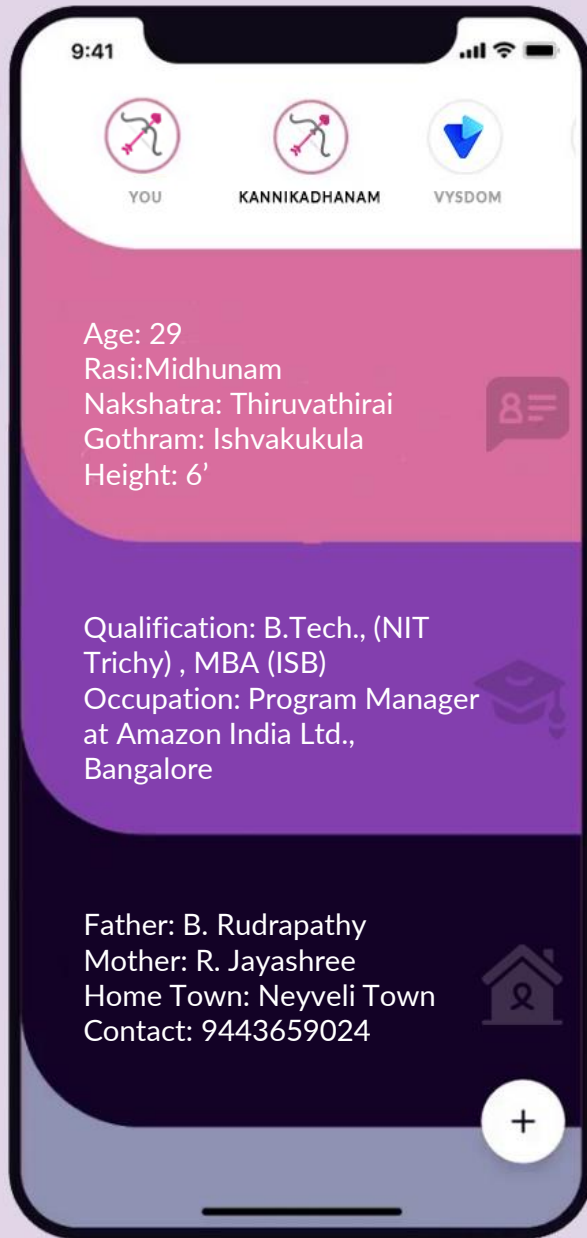 9:41
YOU
KANNIKADHANAM
VYSDOM
Age: 29
Rasi:Midhunam
Nakshatra: Thiruvathirai
Gothram: Ishvakukula
Height: 6’
Qualification: B.Tech., (NIT
Trichy) , MBA (ISB)
Occupation: Program Manager
at Amazon India Ltd.,
Bangalore
Father: B. Rudrapathy
Mother: R. Jayashree
Home Town: Neyveli Town
Contact: 9443659024
+